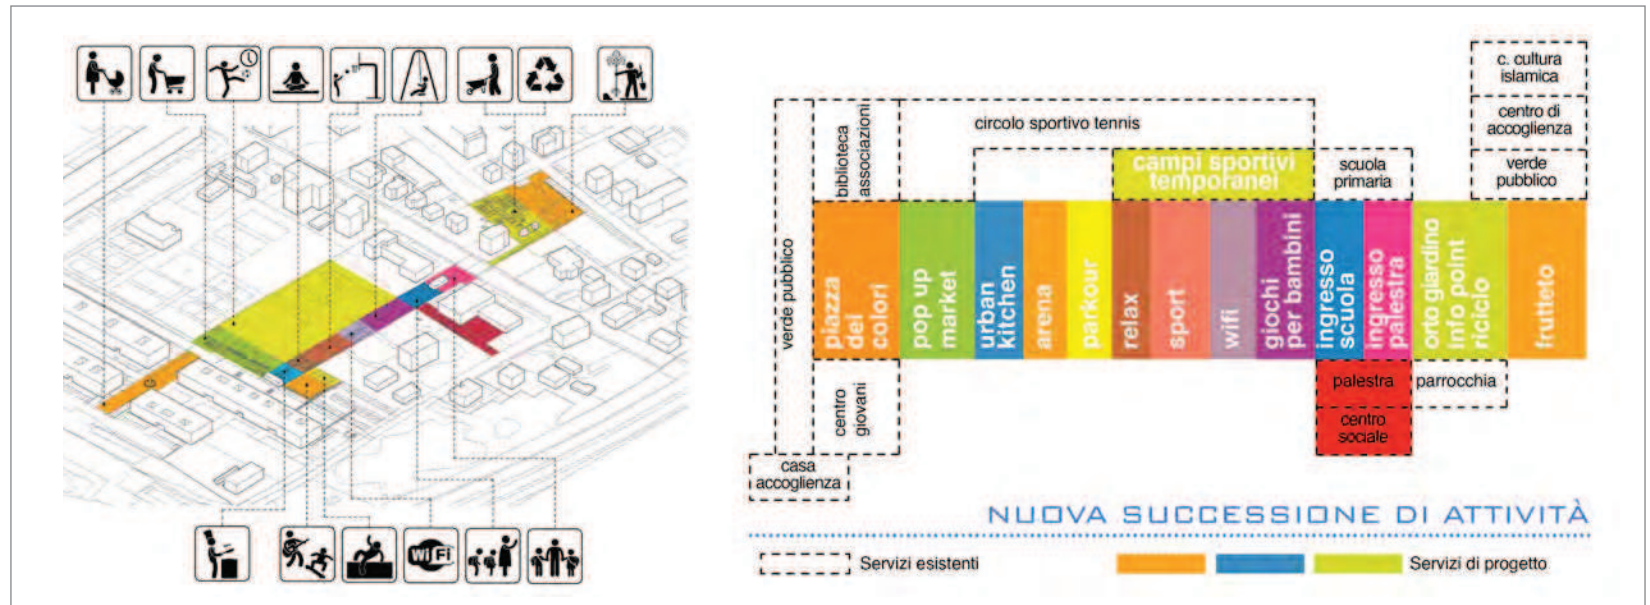 WiFi
c. cultura
islamica
centro di
accoglienza
verde
pubblico
circolo sportivo tennis
biblioteca
associazioni
campi sportivi
temporanei
scuola
primaria
verde pubblico
piazza
dei
colori
pop up
market
urban
kitchen
arena
parkour
relax
sport
wifi
giochi
per bambini
ingresso
scuola
ingresso
palestra
orto giardino
info point
riciclo
frutteto
centro
giovani
palestra
parrocchia
centro
sociale
casa
accoglienza
NUOVA SUCCESSIONE DI ATTIVITÀ
Servizi esistenti
Servizi di progetto